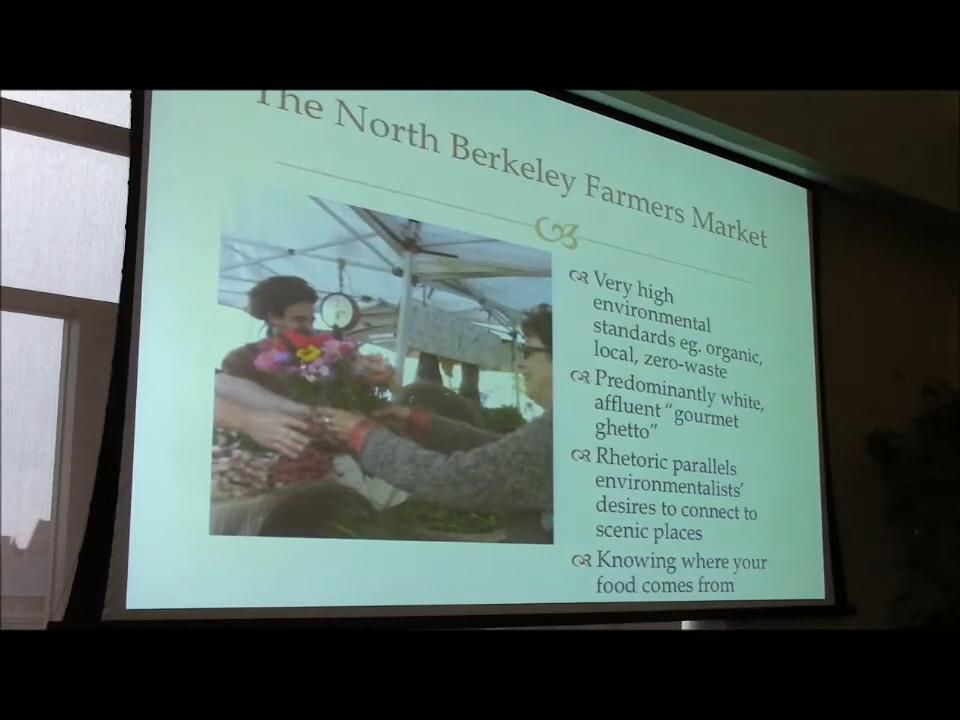 The North Berkeley Farmers Market
Very high
environmental
standards eg. organic,
local, zero-waste
Predominantly white,
affluent "gourmet
ghetto"
Rhetoric parallels
environmentalists'
desires to connect to
scenic places
Knowing where your
food comes from